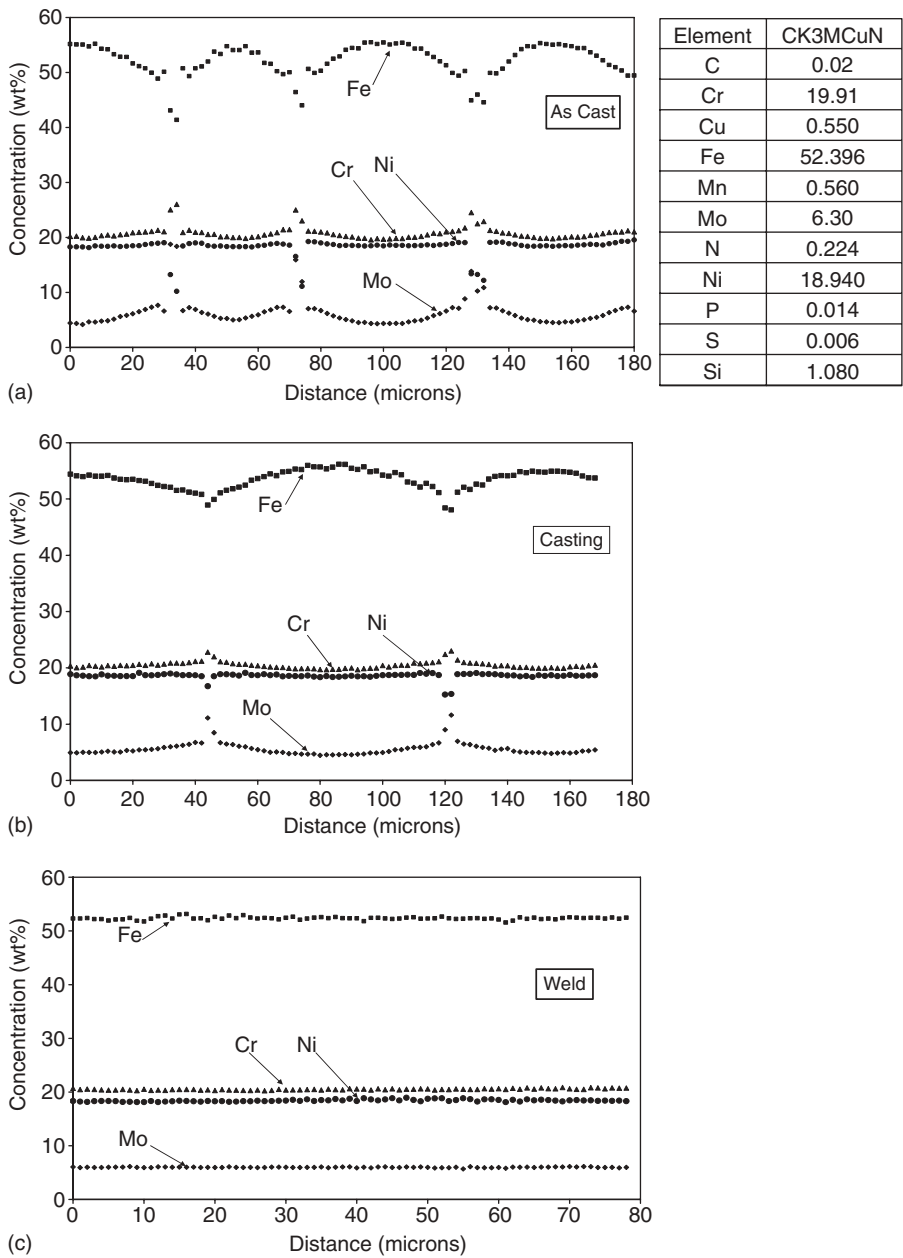 60
50
40
30
20
10
0
Concentration (wt%)
Fe
As Cast
Cr
Ni
Mo
0 20 40 60 80 100 120 140 160 180
Distance (microns)
(a)
Element CK3MCuN
C 0.02
Cr 19.91
Cu 0.550
Fe 52.396
Mn 0.560
Mo 6.30
N 0.224
Ni 18.940
P 0.014
S 0.006
Si 1.080
60
50
40
30
20
10
0
Concentration (wt%)
Fe
Casting
Cr
Ni
Mo
0 20 40 60 80 100 120 140 160 180
Distance (microns)
(b)
60
50
40
30
20
10
0
Concentration (wt%)
Fe
Weld
Cr
Ni
Mo
0 10 20 30 40 50 60 70 80
Distance (microns)
(c)